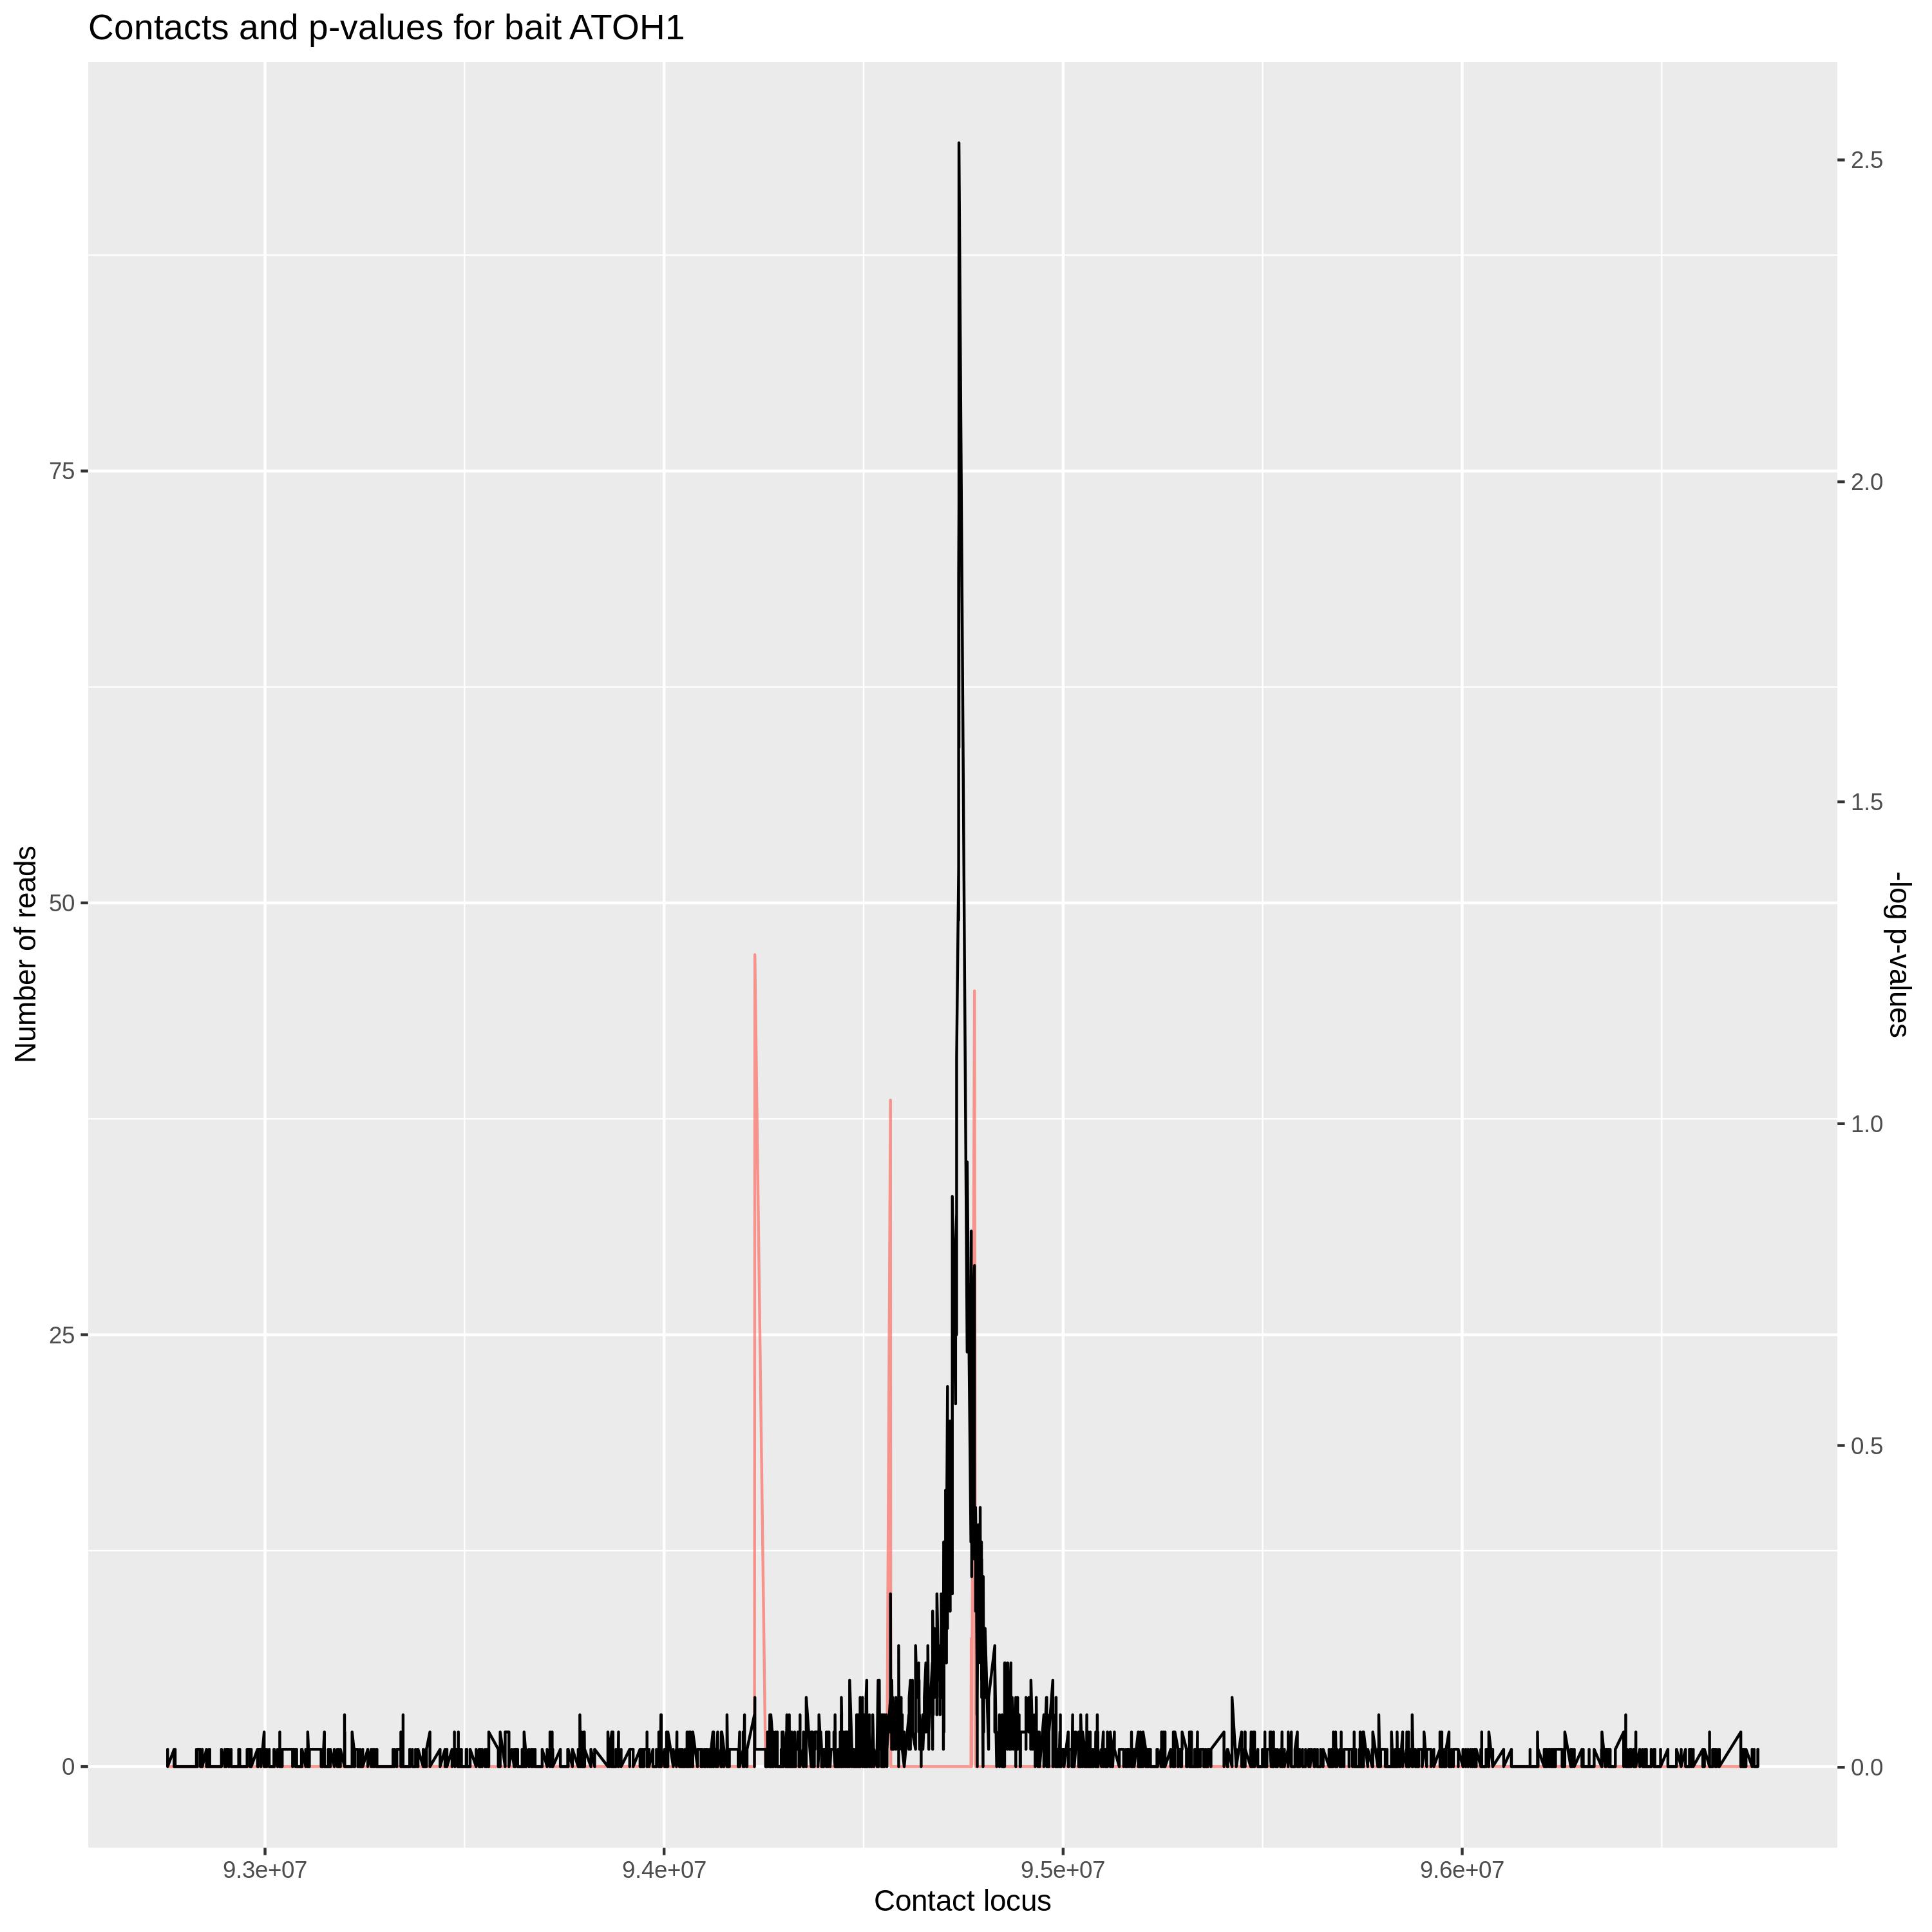 Contacts and p-values for bait ATOH1
Number of reads
75
50
25
0
2.5
2.0
1.5
1.0
0.5
0.0
-log p-values
9.3e+07 9.4e+07 9.5e+07 9.6e+07
Contact locus